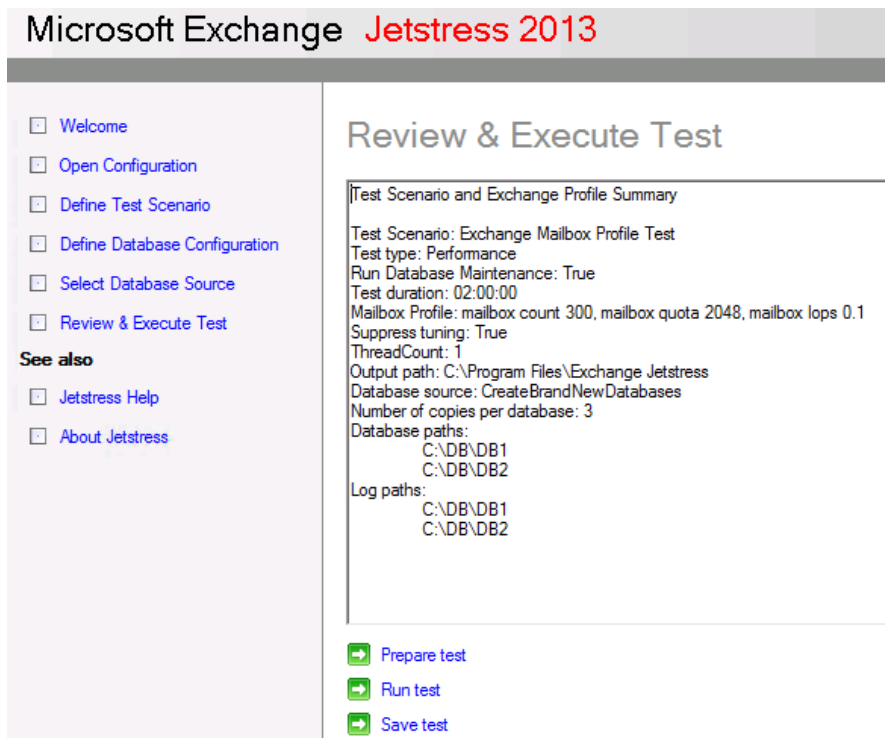 Microsoft Exchange Jetstress 2013
Welcome
Open Configuration
Define Test Scenario
Define Database Configuration
Select Database Source
Review & Execute Test
See also
Jetstress Help
About Jetstress
Review & Execute Test
Test Scenario and Exchange Profile Summary
Test Scenario: Exchange Mailbox Profile Test
Test type: Performance
Run Database Maintenance: True
Test duration: 02:00:00
Mailbox Profile: mailbox count 300, mailbox quota 2048, mailbox Iops 0.1
Suppress tuning: True
ThreadCount: 1
Output path: C:\Program Files\Exchange Jetstress
Database source: CreateBrandNewDatabases
Number of copies per database: 3
Database paths:
C:\DB\DB1
C:\DB\DB2
Log paths:
C:\DB\DB1
C:\DB\DB2
Prepare test
Run test
Save test